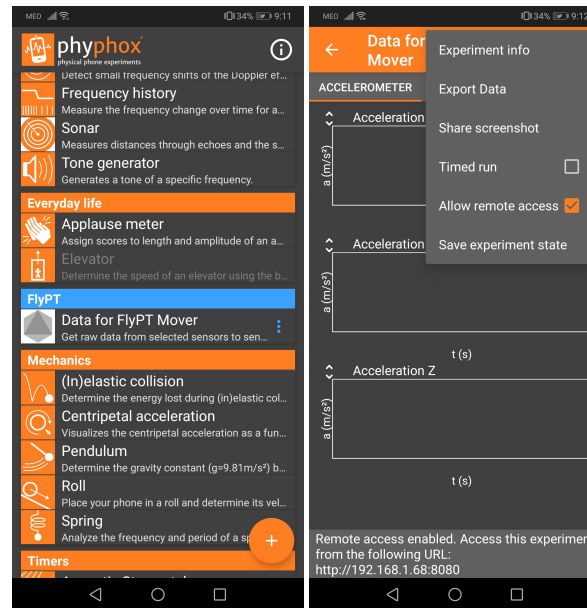 MEO 34% 9:11
phyphox
physical phone experiments
Detect small frequency shifts of the Doppler ef...
Frequency history
Measure the frequency change over time for a...
Sonar
Measures distances through echoes and the s...
Tone generator
Generates a tone of a specific frequency.
Everyday life
Applause meter
Assign scores to length and amplitude of an a...
Elevator
Determine the speed of an elevator using the b...
FlyPT
Data for FlyPT Mover
Get raw data from selected sensors to sen...
Mechanics
(In)elastic collision
Determine the energy lost during (in)elastic col...
Centripetal acceleration
Visualizes the centripetal acceleration as a fun...
Pendulum
Determine the gravity constant (g=9.81m/s²) b...
Roll
Place your phone in a roll and determine its vel...
Spring
Analyze the frequency and period of a sp
+
Timers
MEO 34% 9:12
Data for
Mover
ACCELEROMETER
Experiment info
Export Data
Share screenshot
Timed run
Allow remote access
Save experiment state
Acceleration
a (m/s²)
Acceleration
a (m/s²)
t (s)
Acceleration Z
a (m/s²)
t (s)
Remote access enabled. Access this experimen
from the following URL:
http://192.168.1.68:8080